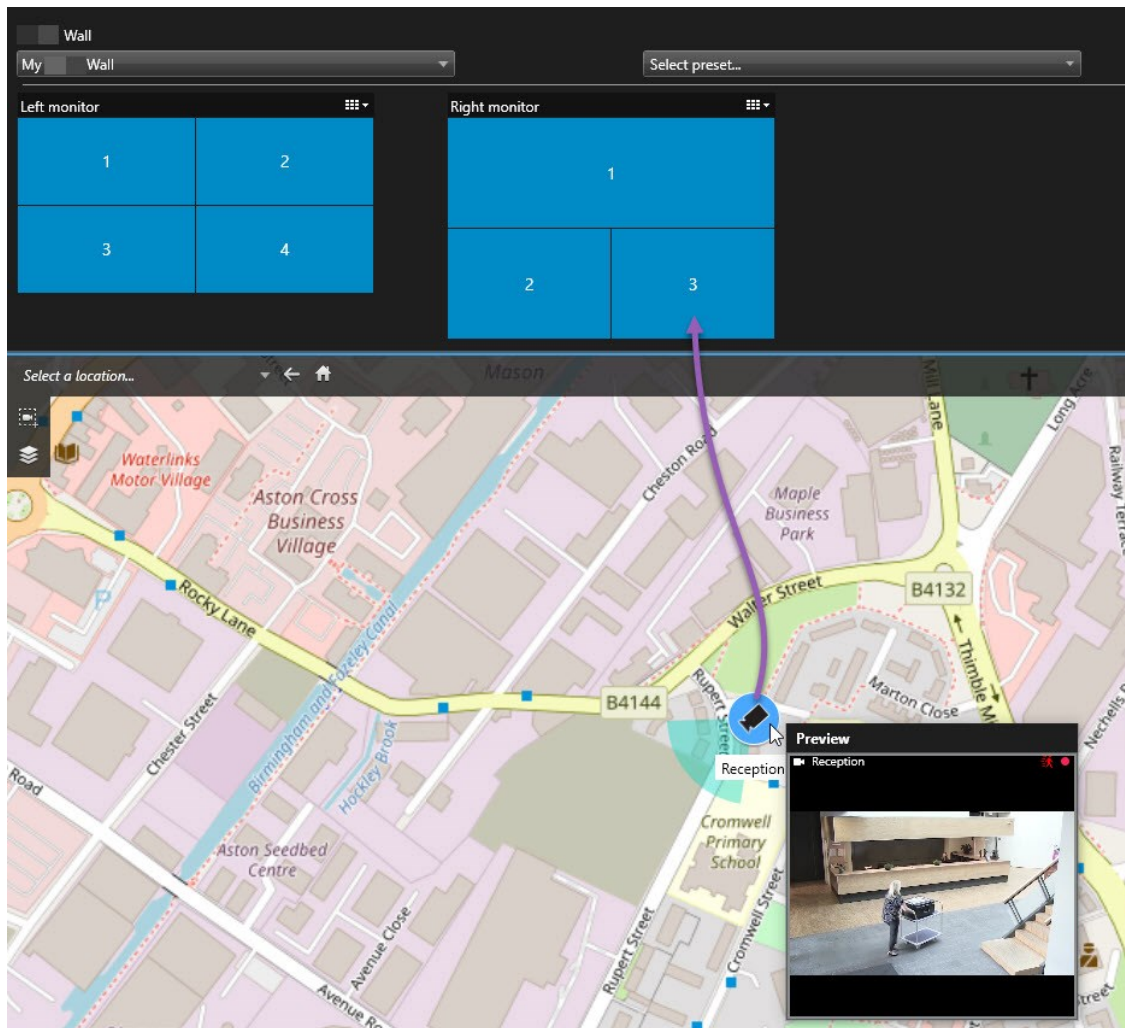 Wall
My Wall
Select preset...
Left monitor
Right monitor
1
2
3
4
1
2
3
Select a location...
Mason
Mill Lane
Long Acre
Railway Terrace
Waterlinks
Motor Village
Aston Cross
Business
Village
Cheston Road
Maple
Business
Park
Rocky Lane
P
Walter Street
B4132
Thimble M
Birmingham and Fazeley Canal
B4144
Rupert Street
Marton Close
Nechells
Chester Street
Hockley Brook
Road
Reception
Preview
Reception
Cromwell
Primary
School
Aston Seedbed
Centre
Avenue Close
Rupert Street
Cromwell Street
Avenue Ro
Street